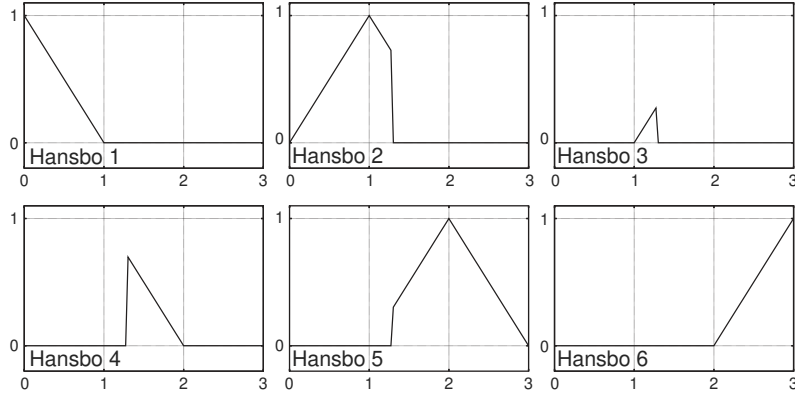 1 1 1
0 0 0
Hansbo 1 Hansbo 2 Hansbo 3
0 1 2 3 0 1 2 3 0 1 2 3
1 1 1
0 0 0
Hansbo 4 Hansbo 5 Hansbo 6
0 1 2 3 0 1 2 3 0 1 2 3